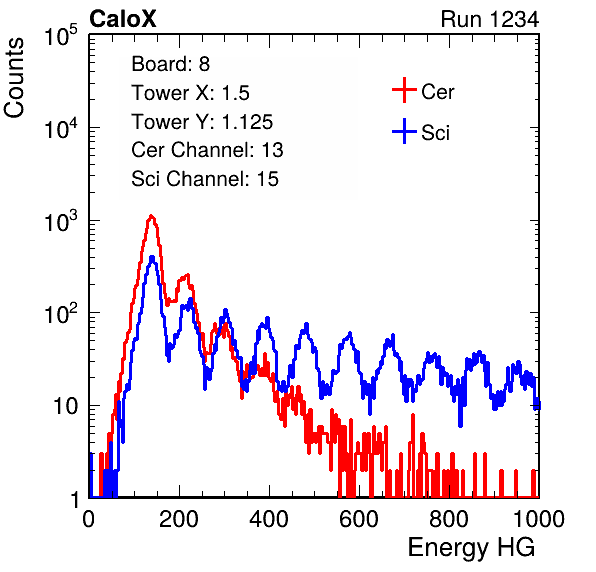 CaloX Run 1234
Counts
10^5
10^4
10^3
10^2
10
1
Board: 8
Tower X: 1.5
Tower Y: 1.125
Cer Channel: 13
Sci Channel: 15
Cer
Sci
0 200 400 600 800 1000
Energy HG